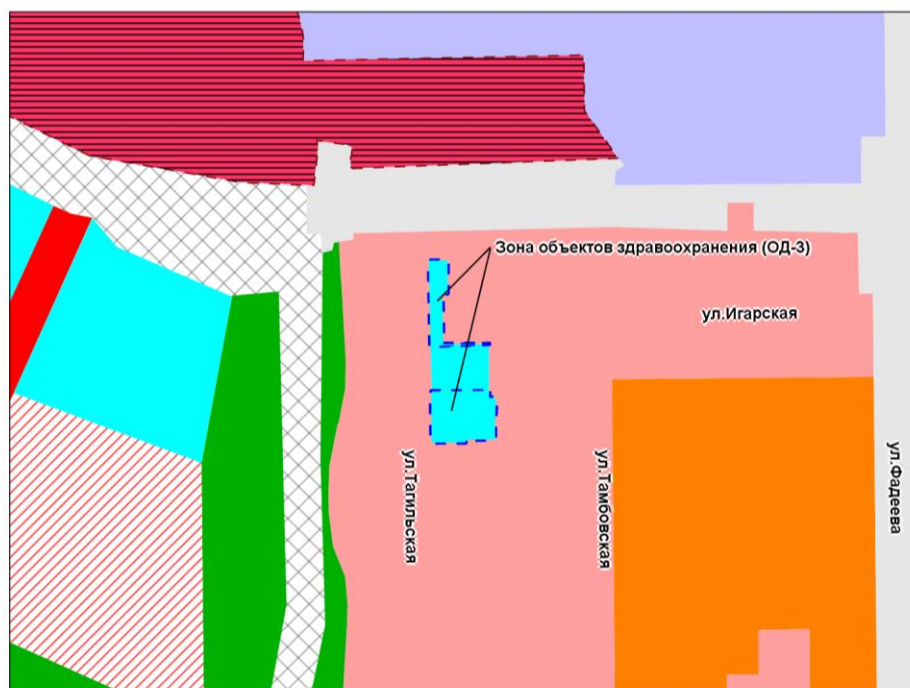 Зона объектов здравоохранения (ОД-3)
ул.Игарская
ул.Тагильская
ул.Тамбовская
ул.Фадеева